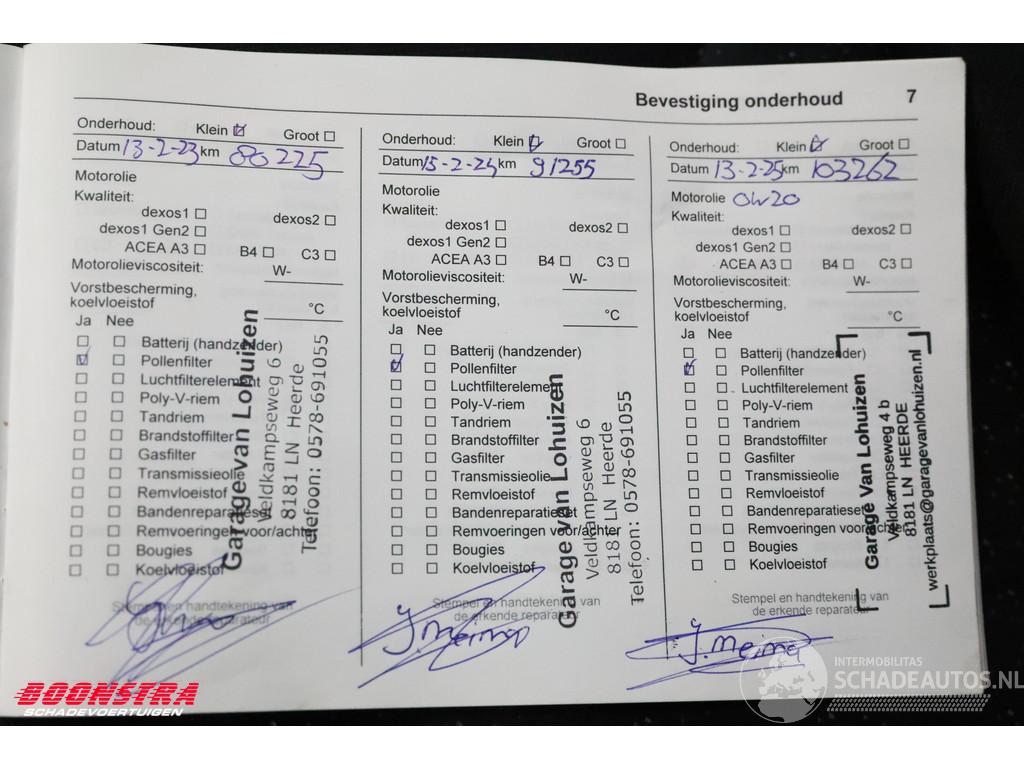 Bevestiging onderhoud 7
Onderhoud: Klein Groot
Datum 13-2-23 km 80225
Motorolie
Kwaliteit:
dexos1 dexos2
dexos1 Gen2
ACEA A3 B4 C3
Motorolieviscositeit: W-
Vorstbescherming,
koelvloeistof °C
Ja Nee
Batterij (handzender)
Pollenfilter
Luchtfilterelement
Poly-V-riem
Tandriem
Brandstoffilter
Gasfilter
Transmissieolie
Remvloeistof
Bandenreparatieset
Remvoeringen voor/achter
Bougies
Koelvloeistof
Stempel en handtekening van
de erkende reparateur
Garage van Lohuizen
Veldkampseweg 6
8181 LN Heerde
Telefoon: 0578-691055
Onderhoud: Klein Groot
Datum 15-2-24 km 91255
Motorolie
Kwaliteit:
dexos1 dexos2
dexos1 Gen2
ACEA A3 B4 C3
Motorolieviscositeit: W-
Vorstbescherming,
koelvloeistof °C
Ja Nee
Batterij (handzender)
Pollenfilter
Luchtfilterelement
Poly-V-riem
Tandriem
Brandstoffilter
Gasfilter
Transmissieolie
Remvloeistof
Bandenreparatieset
Remvoeringen voor/achter
Bougies
Koelvloeistof
Stempel en handtekening van
de erkende reparateur
Garage van Lohuizen
Veldkampseweg 6
8181 LN Heerde
Telefoon: 0578-691055
J. Meima
Onderhoud: Klein Groot
Datum 13-2-25 km 103262
Motorolie 0w20
Kwaliteit:
dexos1 dexos2
dexos1 Gen2
ACEA A3 B4 C3
Motorolieviscositeit: W-
Vorstbescherming,
koelvloeistof °C
Ja Nee
Batterij (handzender)
Pollenfilter
Luchtfilterelement
Poly-V-riem
Tandriem
Brandstoffilter
Gasfilter
Transmissieolie
Remvloeistof
Bandenreparatieset
Remvoeringen voor/achter
Bougies
Koelvloeistof
Stempel en handtekening van
de erkende reparateur
Garage Van Lohuizen
Veldkampseweg 4 b
8181 LN HEERDE
werkplaats@garagevanlohuizen.nl
J. Meima
BOONSTRA
SCHADEVOERTUIGEN
INTERMOBILITAS
SCHADEAUTOS.NL